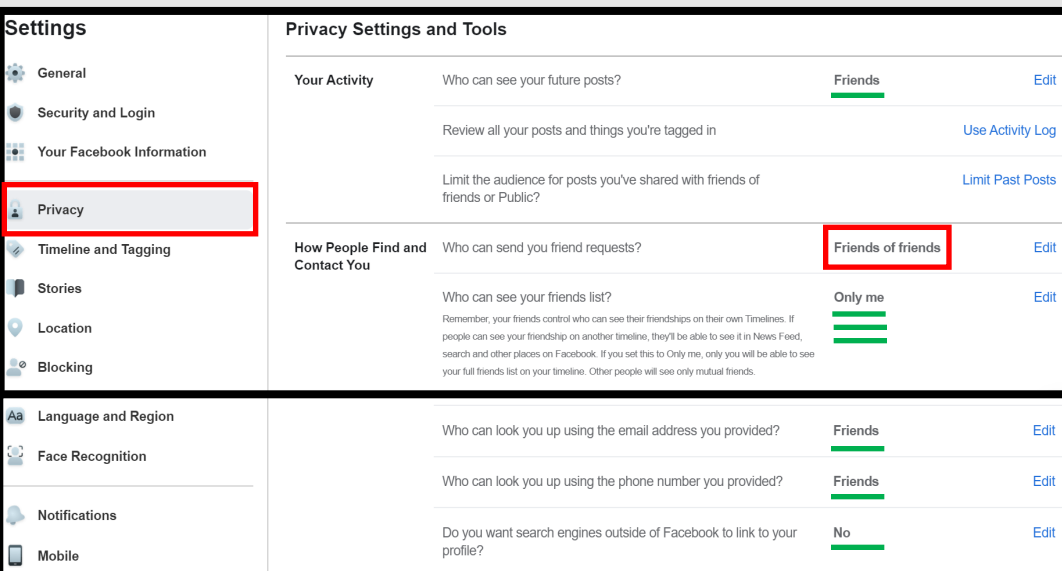 Settings
General
Security and Login
Your Facebook Information
Privacy
Timeline and Tagging
Stories
Location
Blocking
Aa Language and Region
Face Recognition
Notifications
Mobile
Privacy Settings and Tools
Your Activity
Who can see your future posts? Friends Edit
Review all your posts and things you're tagged in Use Activity Log
Limit the audience for posts you've shared with friends of
friends or Public?
Limit Past Posts
How People Find and
Contact You
Who can send you friend requests? Friends of friends Edit
Who can see your friends list? Only me Edit
Remember, your friends control who can see their friendships on their own Timelines. If
people can see your friendship on another timeline, they'll be able to see it in News Feed,
search and other places on Facebook. If you set this to Only me, only you will be able to see
your full friends list on your timeline. Other people will see only mutual friends.
Who can look you up using the email address you provided? Friends Edit
Who can look you up using the phone number you provided? Friends Edit
Do you want search engines outside of Facebook to link to your
profile?
No Edit